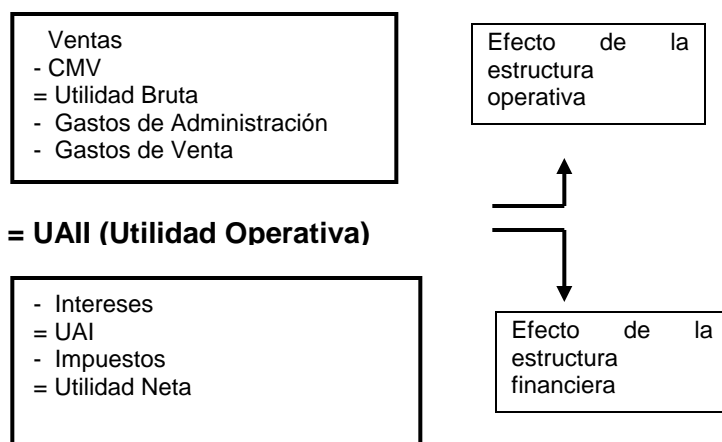 Ventas
- CMV
= Utilidad Bruta
- Gastos de Administración
- Gastos de Venta
Efecto de la
estructura
operativa
= UAII (Utilidad Operativa)
- Intereses
= UAI
- Impuestos
= Utilidad Neta
Efecto de la
estructura
financiera